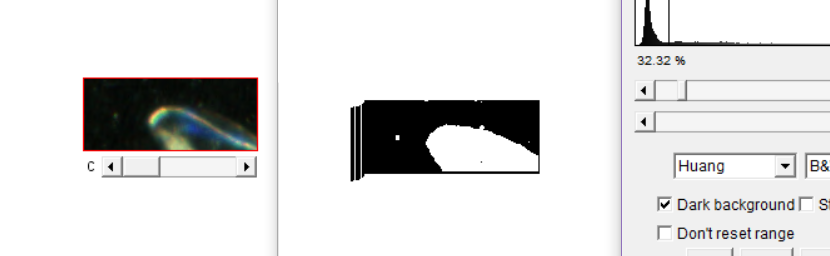 32.32 %
C
Huang
B&
Dark background
St
Don't reset range